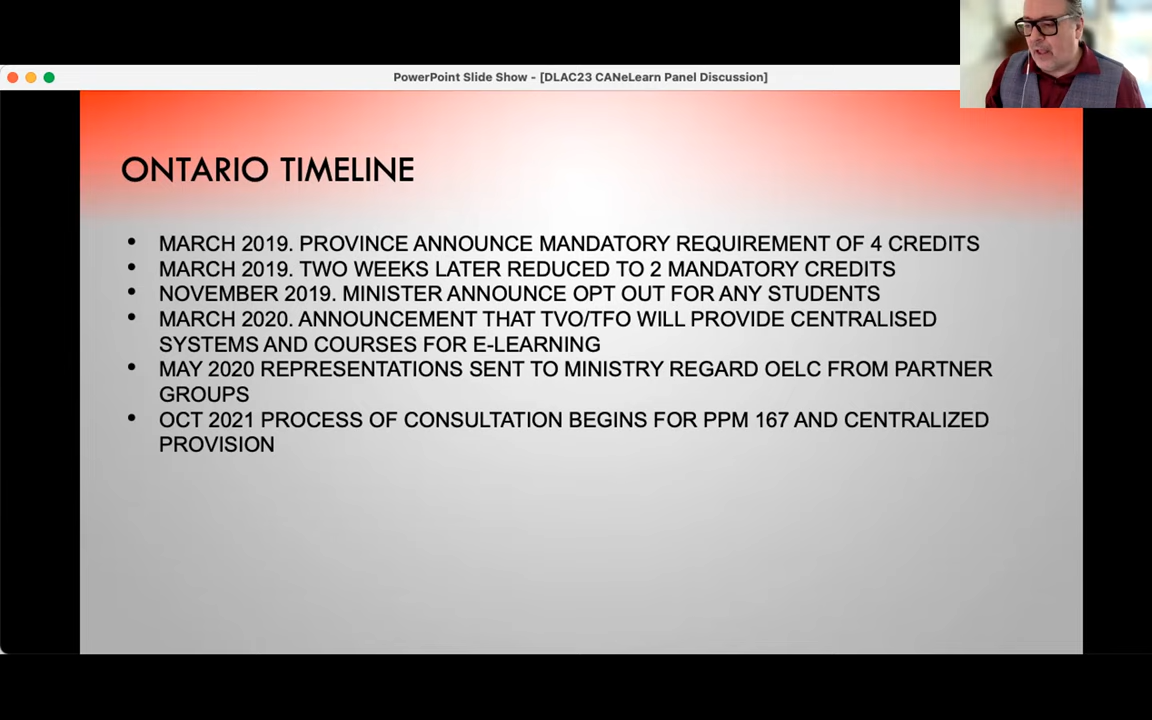 PowerPoint Slide Show - [DLAC23 CANeLearn Panel Discussion]
ONTARIO TIMELINE
• MARCH 2019. PROVINCE ANNOUNCE MANDATORY REQUIREMENT OF 4 CREDITS
• MARCH 2019. TWO WEEKS LATER REDUCED TO 2 MANDATORY CREDITS
• NOVEMBER 2019. MINISTER ANNOUNCE OPT OUT FOR ANY STUDENTS
• MARCH 2020. ANNOUNCEMENT THAT TVO/TFO WILL PROVIDE CENTRALISED
SYSTEMS AND COURSES FOR E-LEARNING
• MAY 2020 REPRESENTATIONS SENT TO MINISTRY REGARD OELC FROM PARTNER
GROUPS
• OCT 2021 PROCESS OF CONSULTATION BEGINS FOR PPM 167 AND CENTRALIZED
PROVISION